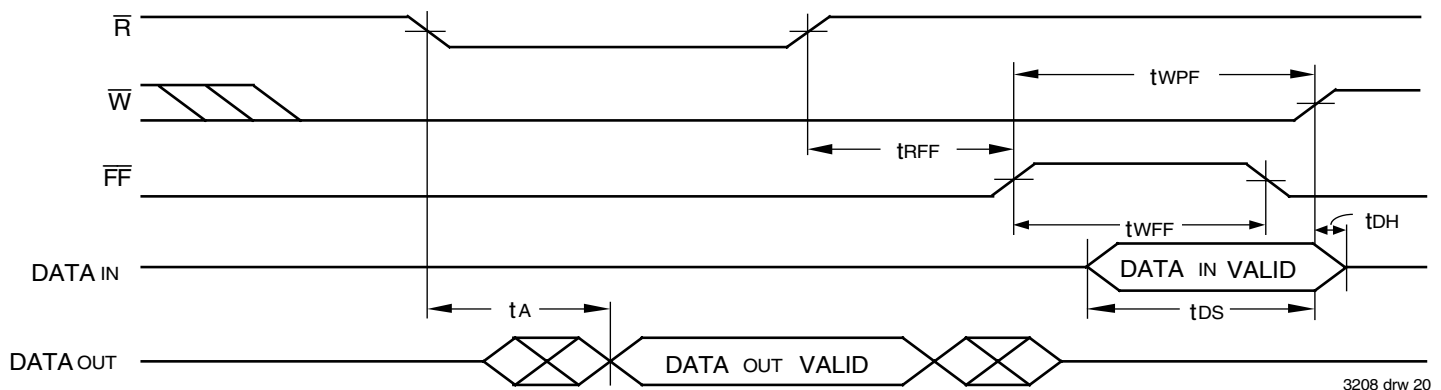 R̅
W̅
tWPF
tRFF
F̅F̅
tWFF
tDH
DATA IN
DATA IN VALID
tA
tDS
DATA OUT
DATA OUT VALID
3208 drw 20